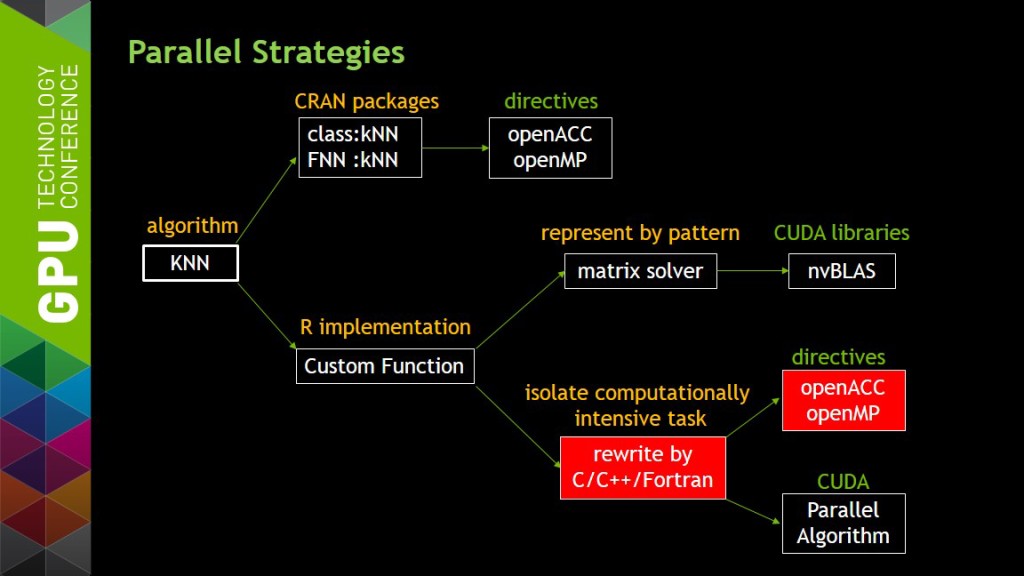 GPU TECHNOLOGY
CONFERENCE
Parallel Strategies
CRAN packages
class:kNN
FNN :kNN
directives
openACC
openMP
algorithm
KNN
represent by pattern
matrix solver
CUDA libraries
nvBLAS
R implementation
Custom Function
isolate computationally
intensive task
rewrite by
C/C++/Fortran
directives
openACC
openMP
CUDA
Parallel
Algorithm